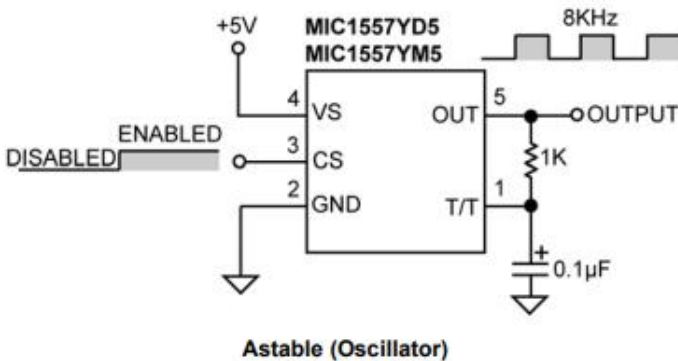 +5V
MIC1557YD5
MIC1557YM5
8KHz
4
VS
OUT
5
OUTPUT
ENABLED
DISABLED
3
CS
1K
2
GND
T/T
1
+
0.1µF
Astable (Oscillator)